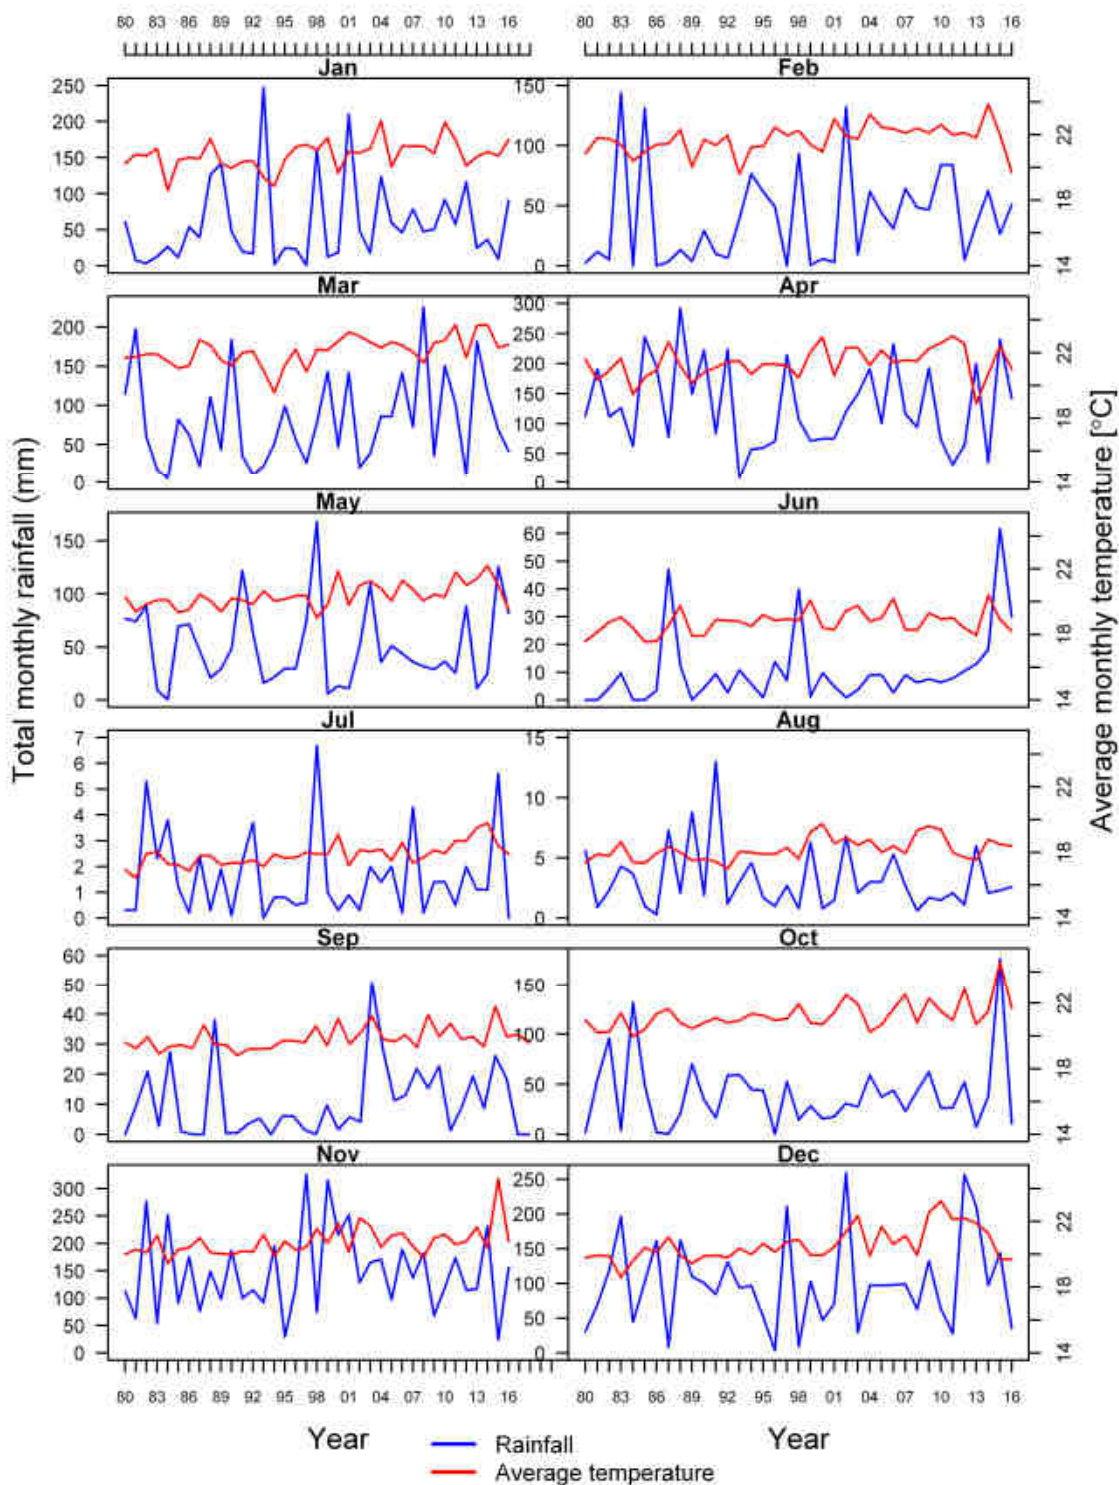 80 83 86 89 92 95 98 01 04 07 10 13 16 80 83 86 89 92 95 98 01 04 07 10 13 16
Jan Feb
250 200 150 100 50 0
150 100 50 0
22 18 14
Mar Apr
200 150 100 50 0
300 250 200 150 100 50 0
22 18 14
May Jun
150 100 50 0
60 50 40 30 20 10 0
22 18 14
Jul Aug
7 6 5 4 3 2 1 0
15 10 5 0
22 18 14
Sep Oct
60 50 40 30 20 10 0
150 100 50 0
22 18 14
Nov Dec
300 250 200 150 100 50 0
250 200 150 100 50 0
22 18 14
80 83 86 89 92 95 98 01 04 07 10 13 16 80 83 86 89 92 95 98 01 04 07 10 13 16
Total monthly rainfall (mm)
Average monthly temperature [°C]
Year Year
Rainfall
Average temperature